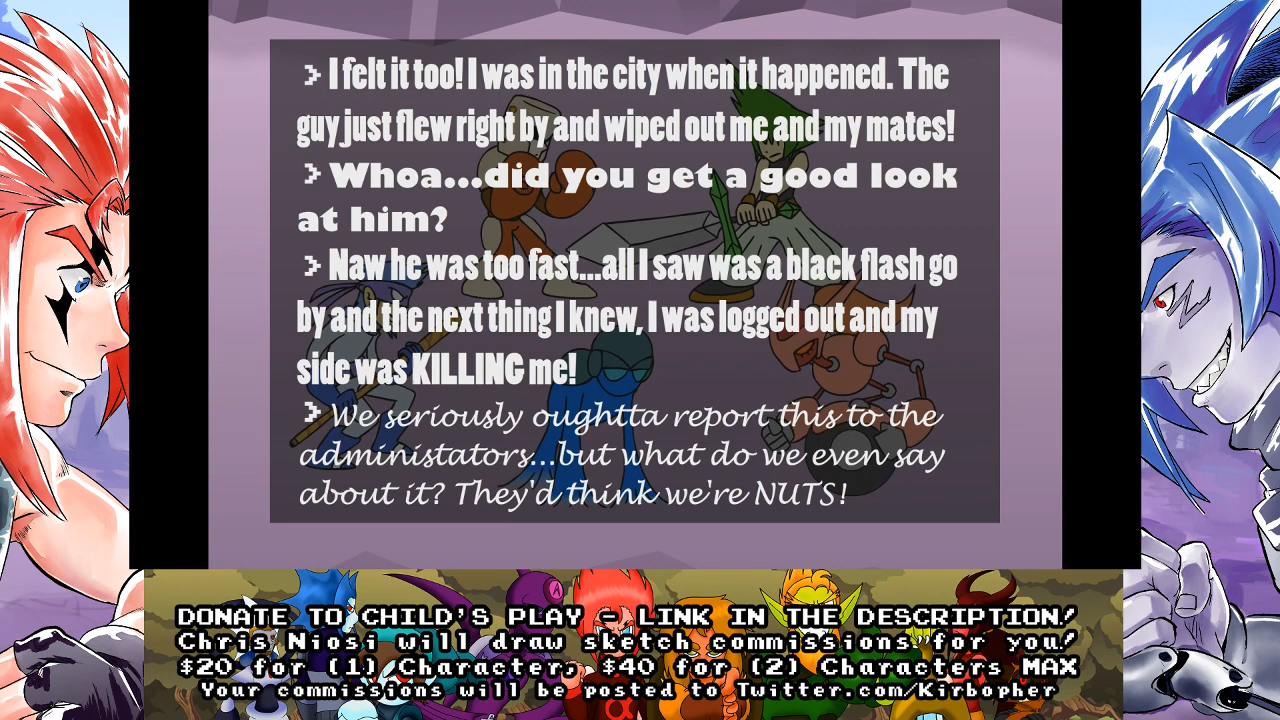 > I felt it too! I was in the city when it happened. The
guy just flew right by and wiped out me and my mates!
> Whoa...did you get a good look
at him?
> Naw he was too fast...all I saw was a black flash go
by and the next thing I knew, I was logged out and my
side was KILLING me!
> We seriously oughtta report this to the
administators...but what do we even say
about it? They'd think we're NUTS!
DONATE TO CHILD'S PLAY - LINK IN THE DESCRIPTION!
Chris Niosi will draw sketch commissions for you!
$20 for (1) Character, $40 for (2) Characters MAX
Your commissions will be posted to Twitter.com/Kirbopher